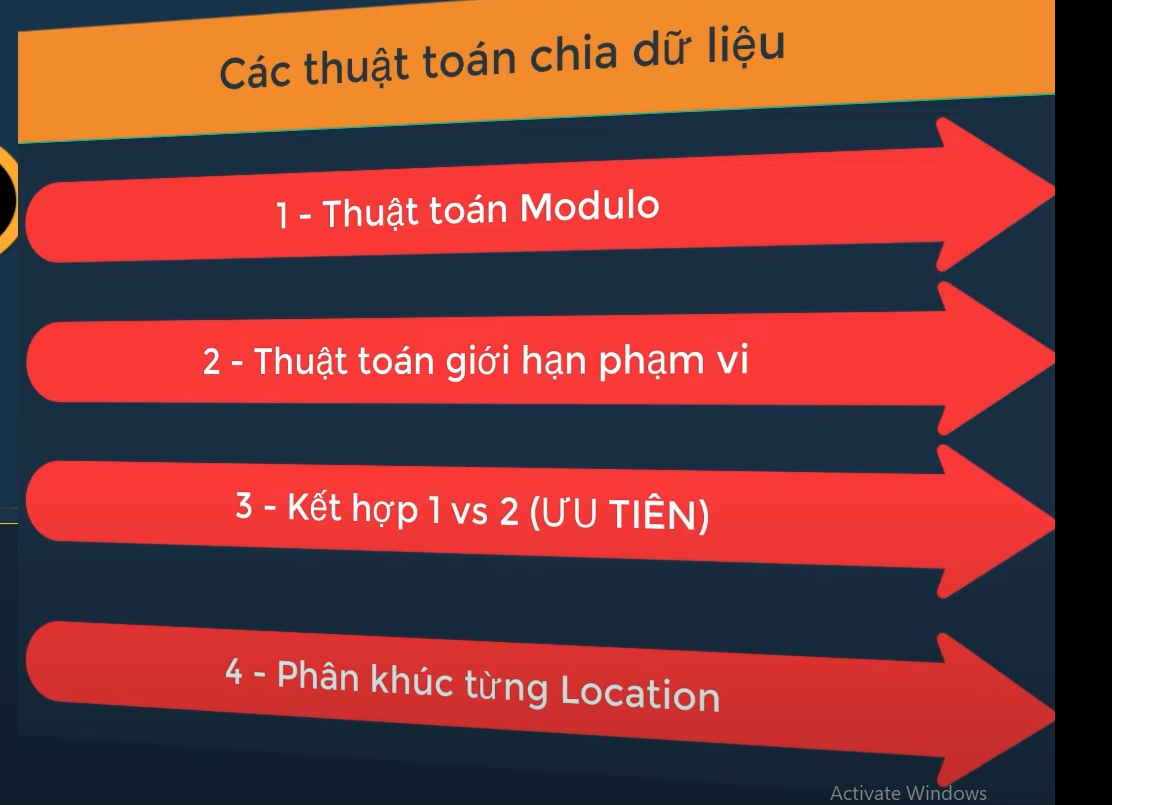 Các thuật toán chia dữ liệu
1 - Thuật toán Modulo
2 - Thuật toán giới hạn phạm vi
3 - Kết hợp 1 vs 2 (ƯU TIÊN)
4 - Phân khúc từng Location
Activate Windows